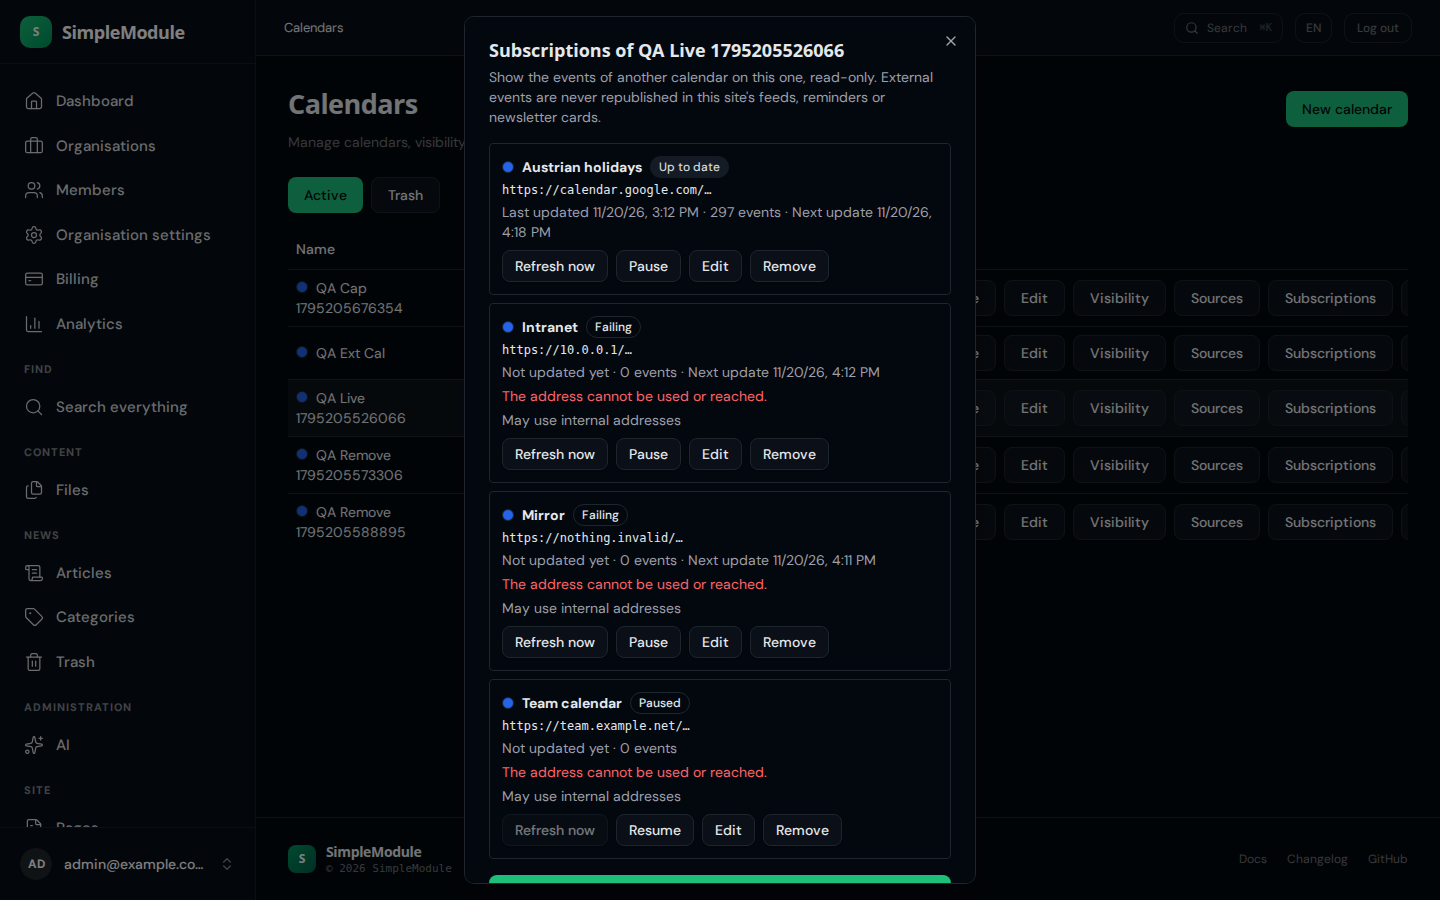 S
SimpleModule
Dashboard
Organisations
Members
Organisation settings
Billing
Analytics
FIND
Search everything
CONTENT
Files
NEWS
Articles
Categories
Trash
ADMINISTRATION
AI
SITE
Pages
AD
admin@example.co…
Calendars
Search
⌘K
EN
Log out
Calendars
Manage calendars, visibility
New calendar
Active
Trash
Name
QA Cap
1795205676354
Edit
Visibility
Sources
Subscriptions
QA Ext Cal
Edit
Visibility
Sources
Subscriptions
QA Live
1795205526066
Edit
Visibility
Sources
Subscriptions
QA Remove
1795205573306
Edit
Visibility
Sources
Subscriptions
QA Remove
1795205588895
Edit
Visibility
Sources
Subscriptions
Subscriptions of QA Live 1795205526066
Show the events of another calendar on this one, read-only. External
events are never republished in this site's feeds, reminders or
newsletter cards.
Austrian holidays
Up to date
https://calendar.google.com/…
Last updated 11/20/26, 3:12 PM · 297 events · Next update 11/20/26,
4:18 PM
Refresh now
Pause
Edit
Remove
Intranet
Failing
https://10.0.0.1/…
Not updated yet · 0 events · Next update 11/20/26, 4:12 PM
The address cannot be used or reached.
May use internal addresses
Refresh now
Pause
Edit
Remove
Mirror
Failing
https://nothing.invalid/…
Not updated yet · 0 events · Next update 11/20/26, 4:11 PM
The address cannot be used or reached.
May use internal addresses
Refresh now
Pause
Edit
Remove
Team calendar
Paused
https://team.example.net/…
Not updated yet · 0 events
The address cannot be used or reached.
May use internal addresses
Refresh now
Resume
Edit
Remove
S
SimpleModule
© 2026 SimpleModule
Docs
Changelog
GitHub